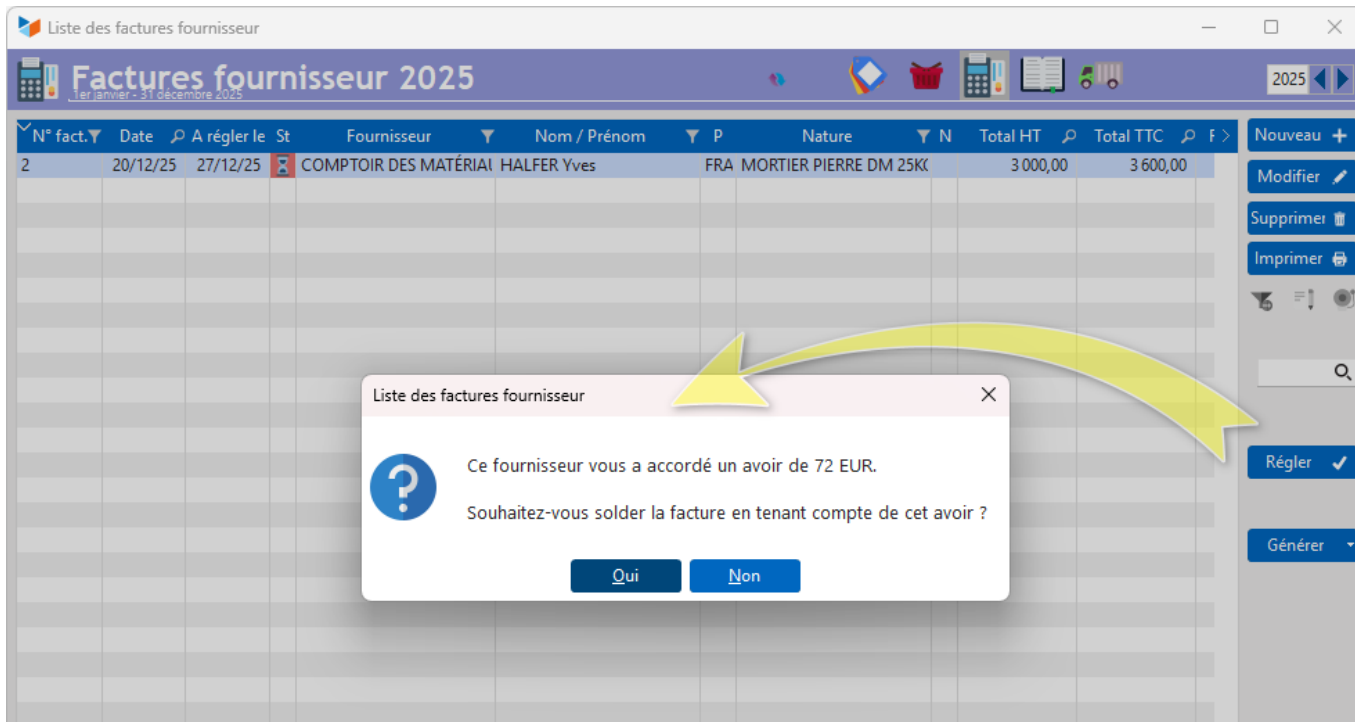 Liste des factures fournisseur
Factures fournisseur 2025
1er janvier - 31 décembre 2025
2025
N° fact. Date A régler le St Fournisseur Nom / Prénom P Nature N Total HT Total TTC F
2 20/12/25 27/12/25 COMPTOIR DES MATÉRIAU HALFER Yves FRA MORTIER PIERRE DM 25KG 3 000,00 3 600,00
Nouveau
Modifier
Supprimer
Imprimer
Liste des factures fournisseur
Ce fournisseur vous a accordé un avoir de 72 EUR.
Souhaitez-vous solder la facture en tenant compte de cet avoir ?
Oui Non
Régler
Générer